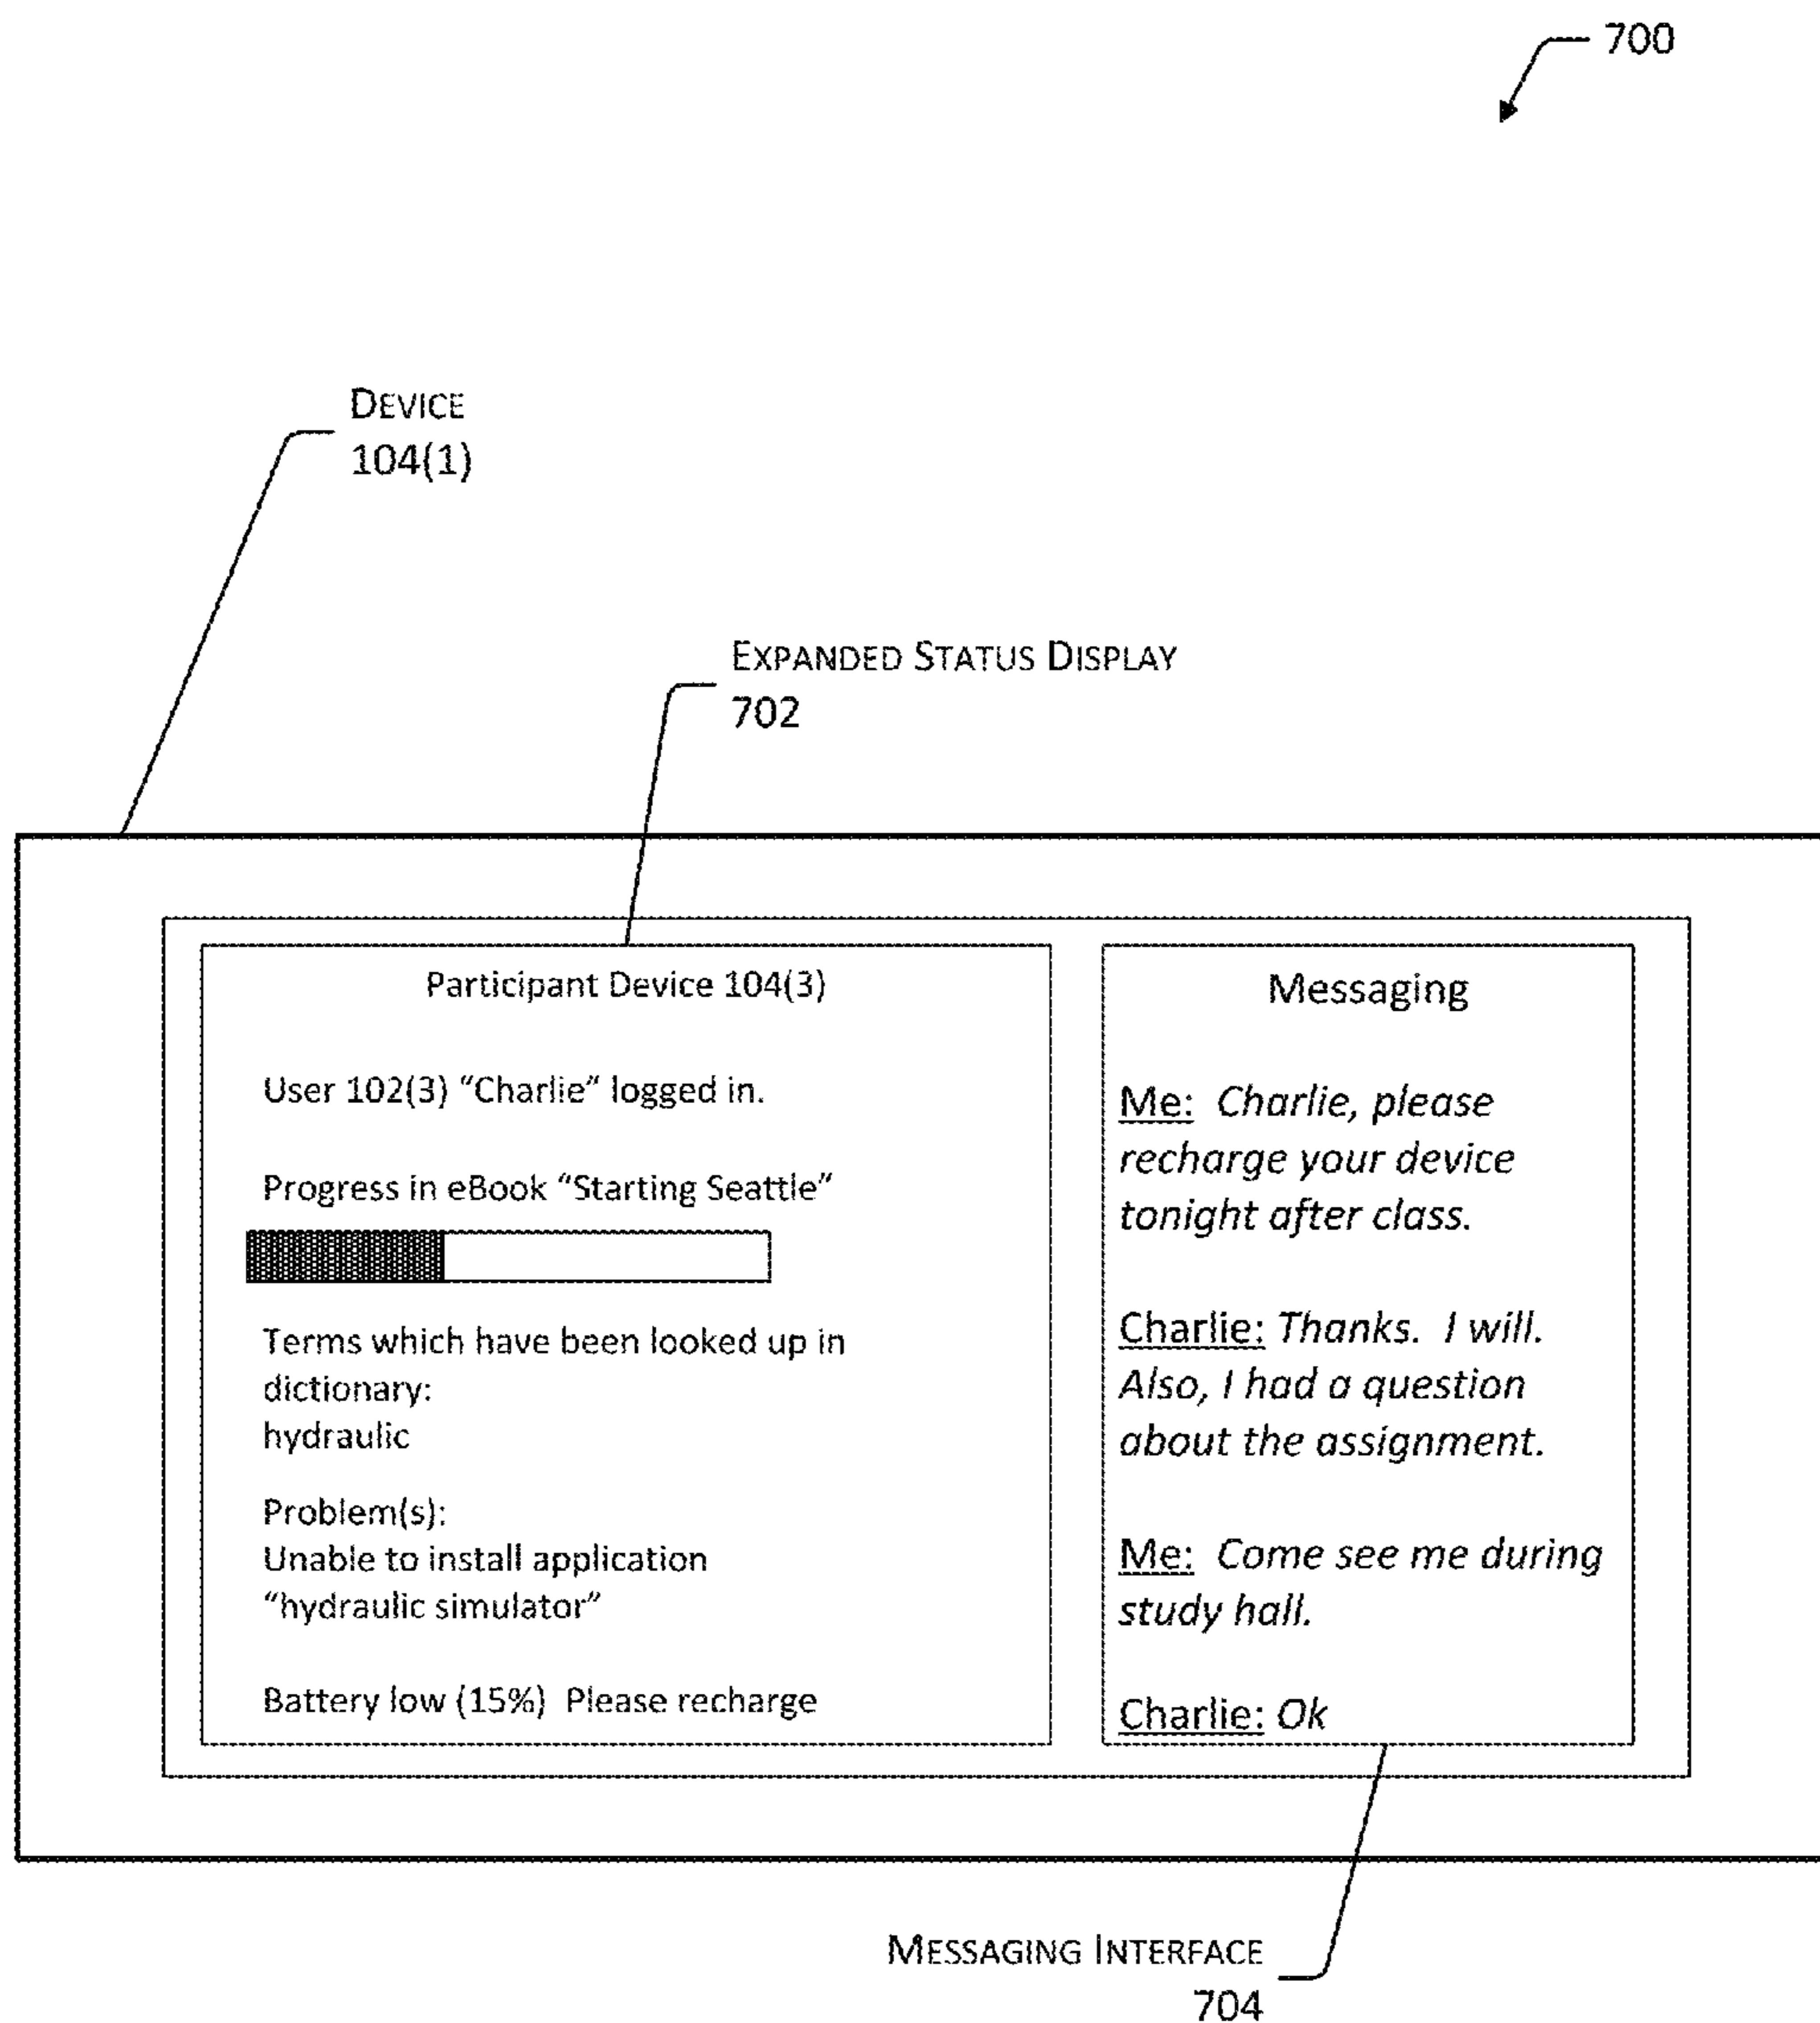 700
DEVICE
104(1)
EXPANDED STATUS DISPLAY
702
Participant Device 104(3)
User 102(3) “Charlie” logged in.
Progress in eBook “Starting Seattle”
Terms which have been looked up in
dictionary:
hydraulic
Problem(s):
Unable to install application
“hydraulic simulator”
Battery low (15%)  Please recharge
Messaging
Me:  Charlie, please
recharge your device
tonight after class.
Charlie: Thanks.  I will.
Also, I had a question
about the assignment.
Me:  Come see me during
study hall.
Charlie: Ok
MESSAGING INTERFACE
704